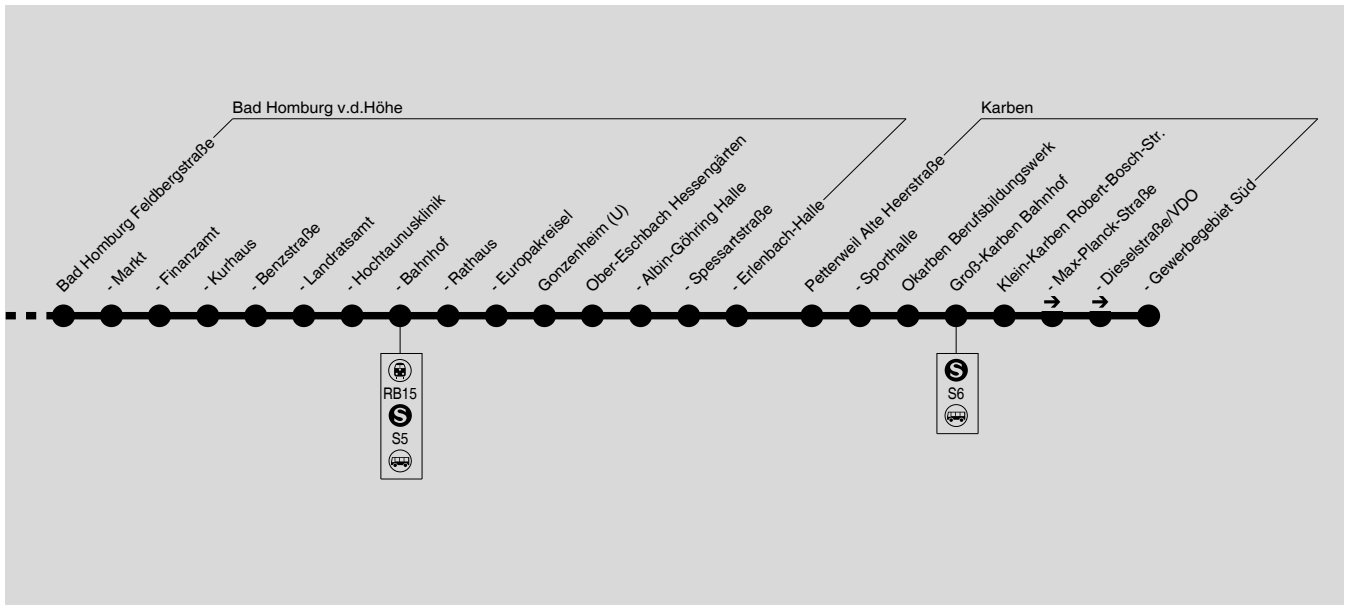 Bad Homburg v.d.Höhe
Karben
Bad Homburg Feldbergstraße
- Markt
- Finanzamt
- Kurhaus
- Benzstraße
- Landratsamt
- Hochtaunusklinik
- Bahnhof
- Rathaus
- Europakreisel
Gonzenheim (U)
Ober-Eschbach Hessengärten
- Albin-Göhring Halle
- Spessartstraße
- Erlenbach-Halle
Petterweil Alte Heerstraße
- Sporthalle
Okarben Berufsbildungswerk
Groß-Karben Bahnhof
Klein-Karben Robert-Bosch-Str.
- Max-Planck-Straße
- Dieselstraße/VDO
- Gewerbegebiet Süd
RB15
S
S5
S
S6